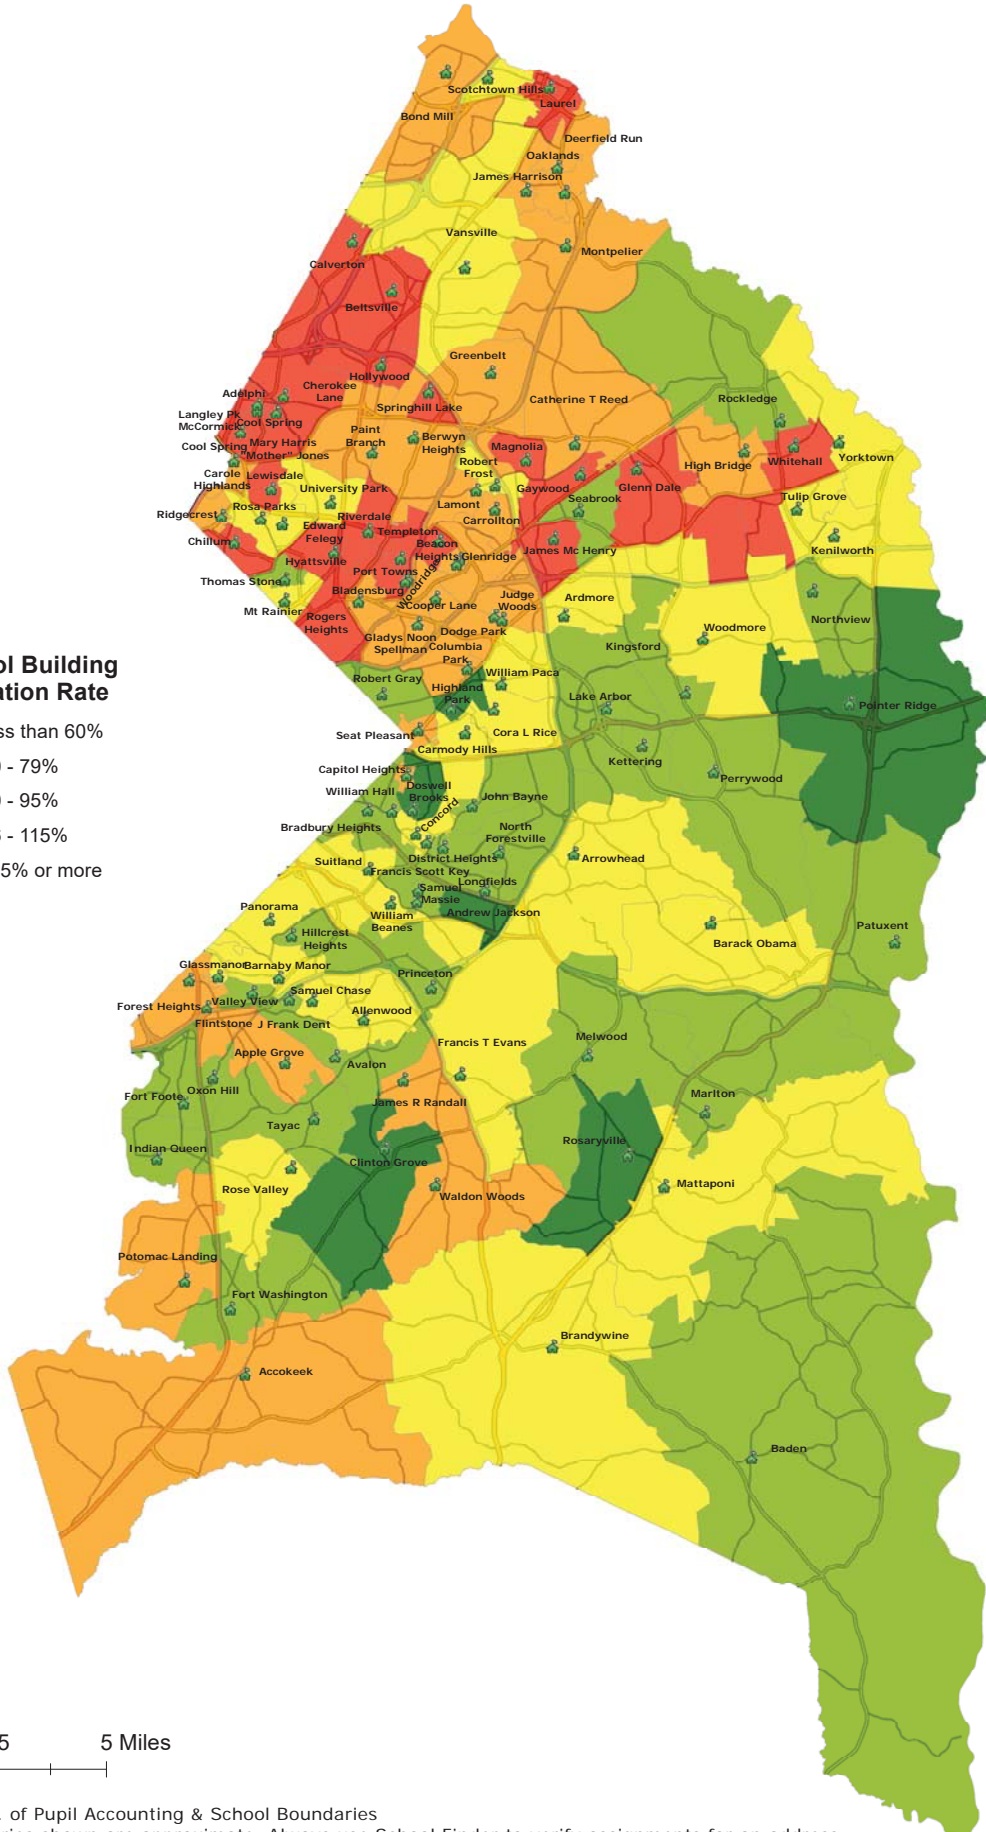 Scotchtown Hills
Laurel
Bond Mill
Deerfield Run
Oaklands
James Harrison
Vansville
Montpelier
Calverton
Beltsville
Greenbelt
Hollywood
Cherokee
Lane
Springhill Lake
Catherine T Reed
Rockledge
Adelphi
Langley Pk
McCormick
Cool Spring
Cool Spring
Mary Harris
"Mother" Jones
Paint
Branch
Berwyn
Heights
Magnolia
Robert
Frost
High Bridge
Whitehall
Yorktown
Carole
Highlands
Lewisdale
University Park
Gaywood
Glenn Dale
Seabrook
Tulip Grove
Ridgecrest
Rosa Parks
Riverdale
Lamont
Carrollton
Edward
Felegy
Templeton
Chillum
Beacon
Heights
Glenridge
James Mc Henry
Kenilworth
Hyattsville
Port Towns
Woodridge
Thomas Stone
Bladensburg
Cooper Lane
Judge
Woods
Ardmore
Mt Rainier
Rogers
Heights
Northview
Woodmore
Gladys Noon
Spellman
Dodge Park
Columbia
Park
Kingsford
ol Building
ation Rate
William Paca
Robert Gray
Highland
Park
Lake Arbor
Pointer Ridge
ss than 60%
Seat Pleasant
Cora L Rice
Carmody Hills
Kettering
- 79%
Capitol Heights
Perrywood
William Hall
Doswell
Brooks
John Bayne
- 95%
Concord
Bradbury Heights
North
Forestville
- 115%
Suitland
District Heights
Arrowhead
5% or more
Francis Scott Key
Longfields
Samuel
Massie
Panorama
William
Beanes
Andrew Jackson
Patuxent
Hillcrest
Heights
Barack Obama
Glassmanor
Barnaby Manor
Princeton
Forest Heights
Valley View
Samuel Chase
Allenwood
Flintstone
J Frank Dent
Francis T Evans
Melwood
Apple Grove
Avalon
Fort Foote
Oxon Hill
James R Randall
Marlton
Tayac
Indian Queen
Clinton Grove
Rosaryville
Rose Valley
Waldon Woods
Mattaponi
Potomac Landing
Fort Washington
Brandywine
Accokeek
Baden
5 5 Miles
. of Pupil Accounting & School Boundaries